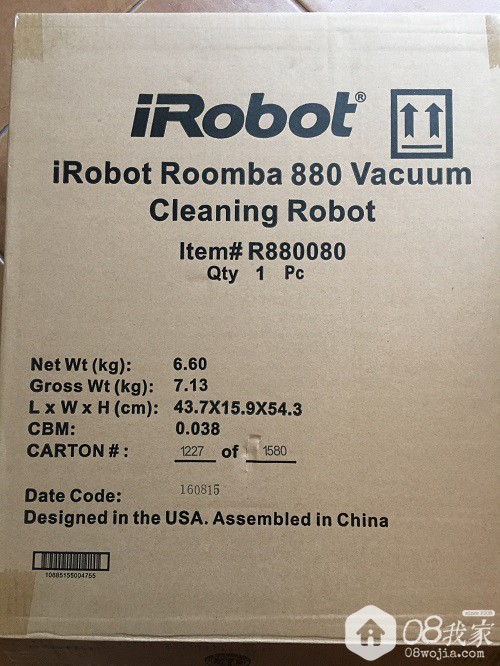 iRobot®
iRobot Roomba 880 Vacuum
Cleaning Robot
Item# R880080
Qty 1 Pc
Net Wt (kg): 6.60
Gross Wt (kg): 7.13
L x W x H (cm): 43.7X15.9X54.3
CBM: 0.038
CARTON # : 1227 of 1580
Date Code: 160815
Designed in the USA. Assembled in China
10885155004755
since 2008
08我家
08wojia.com